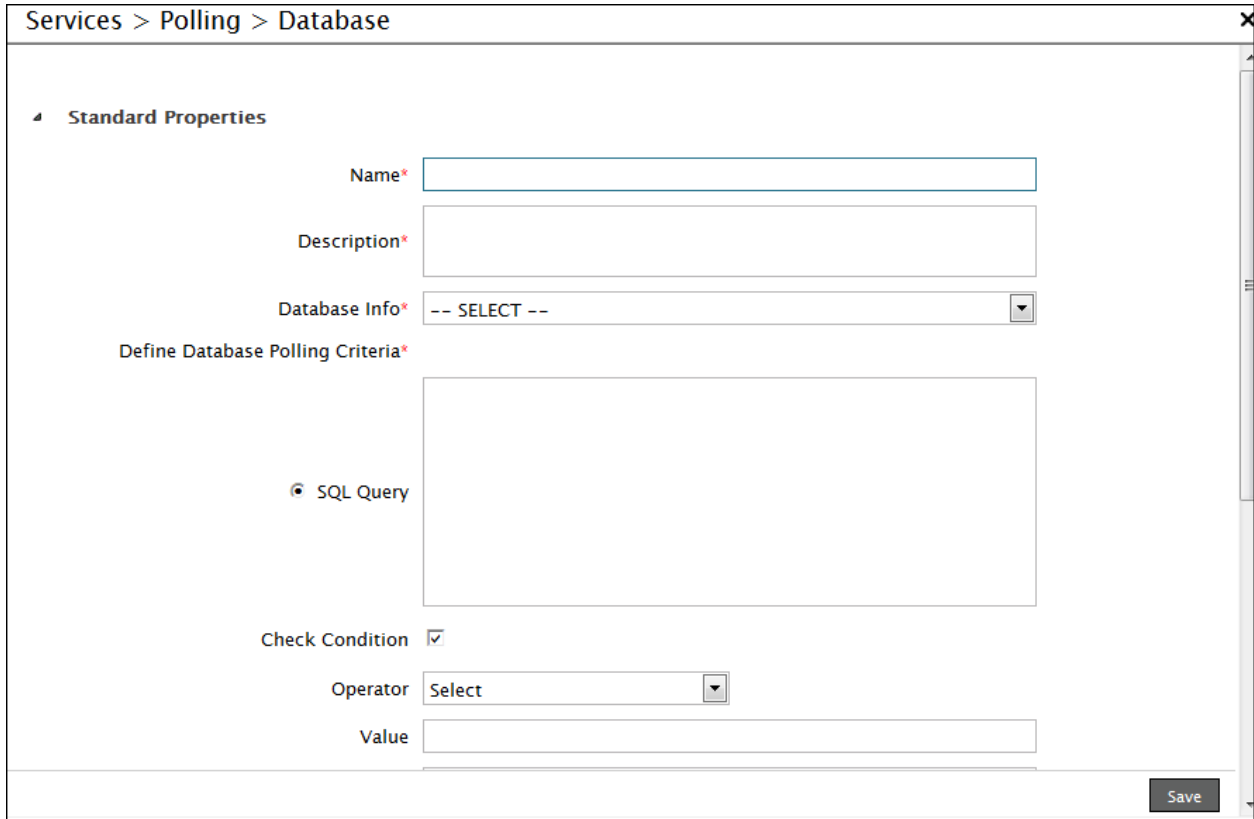 Services > Polling > Database
Standard Properties
Name*
Description*
Database Info*
-- SELECT --
Define Database Polling Criteria*
SQL Query
Check Condition
Operator
Select
Value
Save